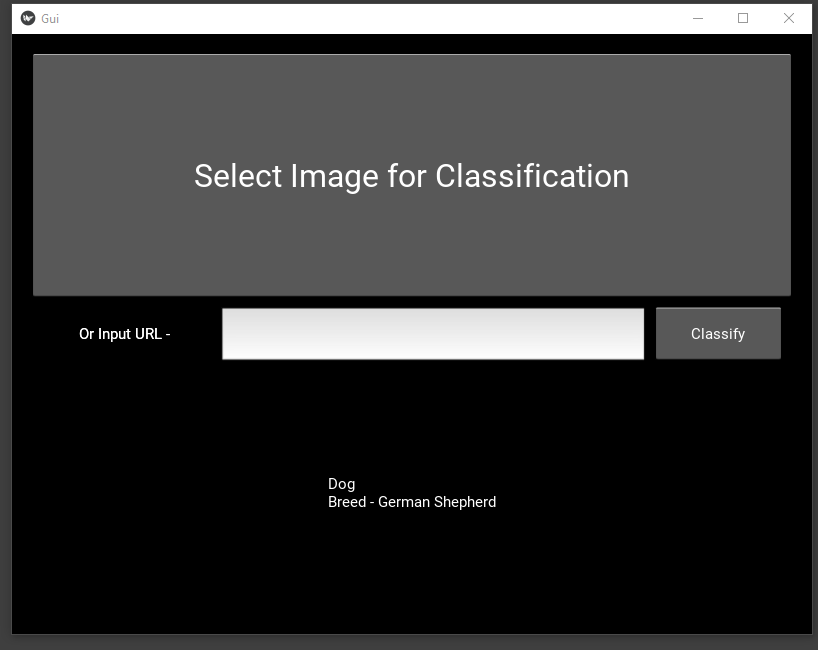 Gui
Select Image for Classification
Or Input URL -
Classify
Dog
Breed - German Shepherd